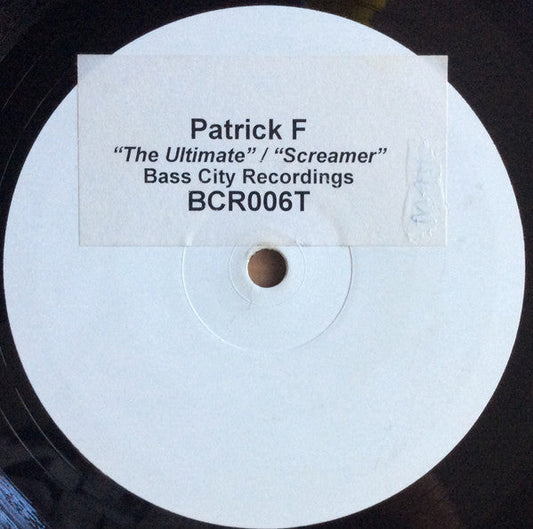 Patrick F
“The Ultimate” / “Screamer”
Bass City Recordings
BCR006T